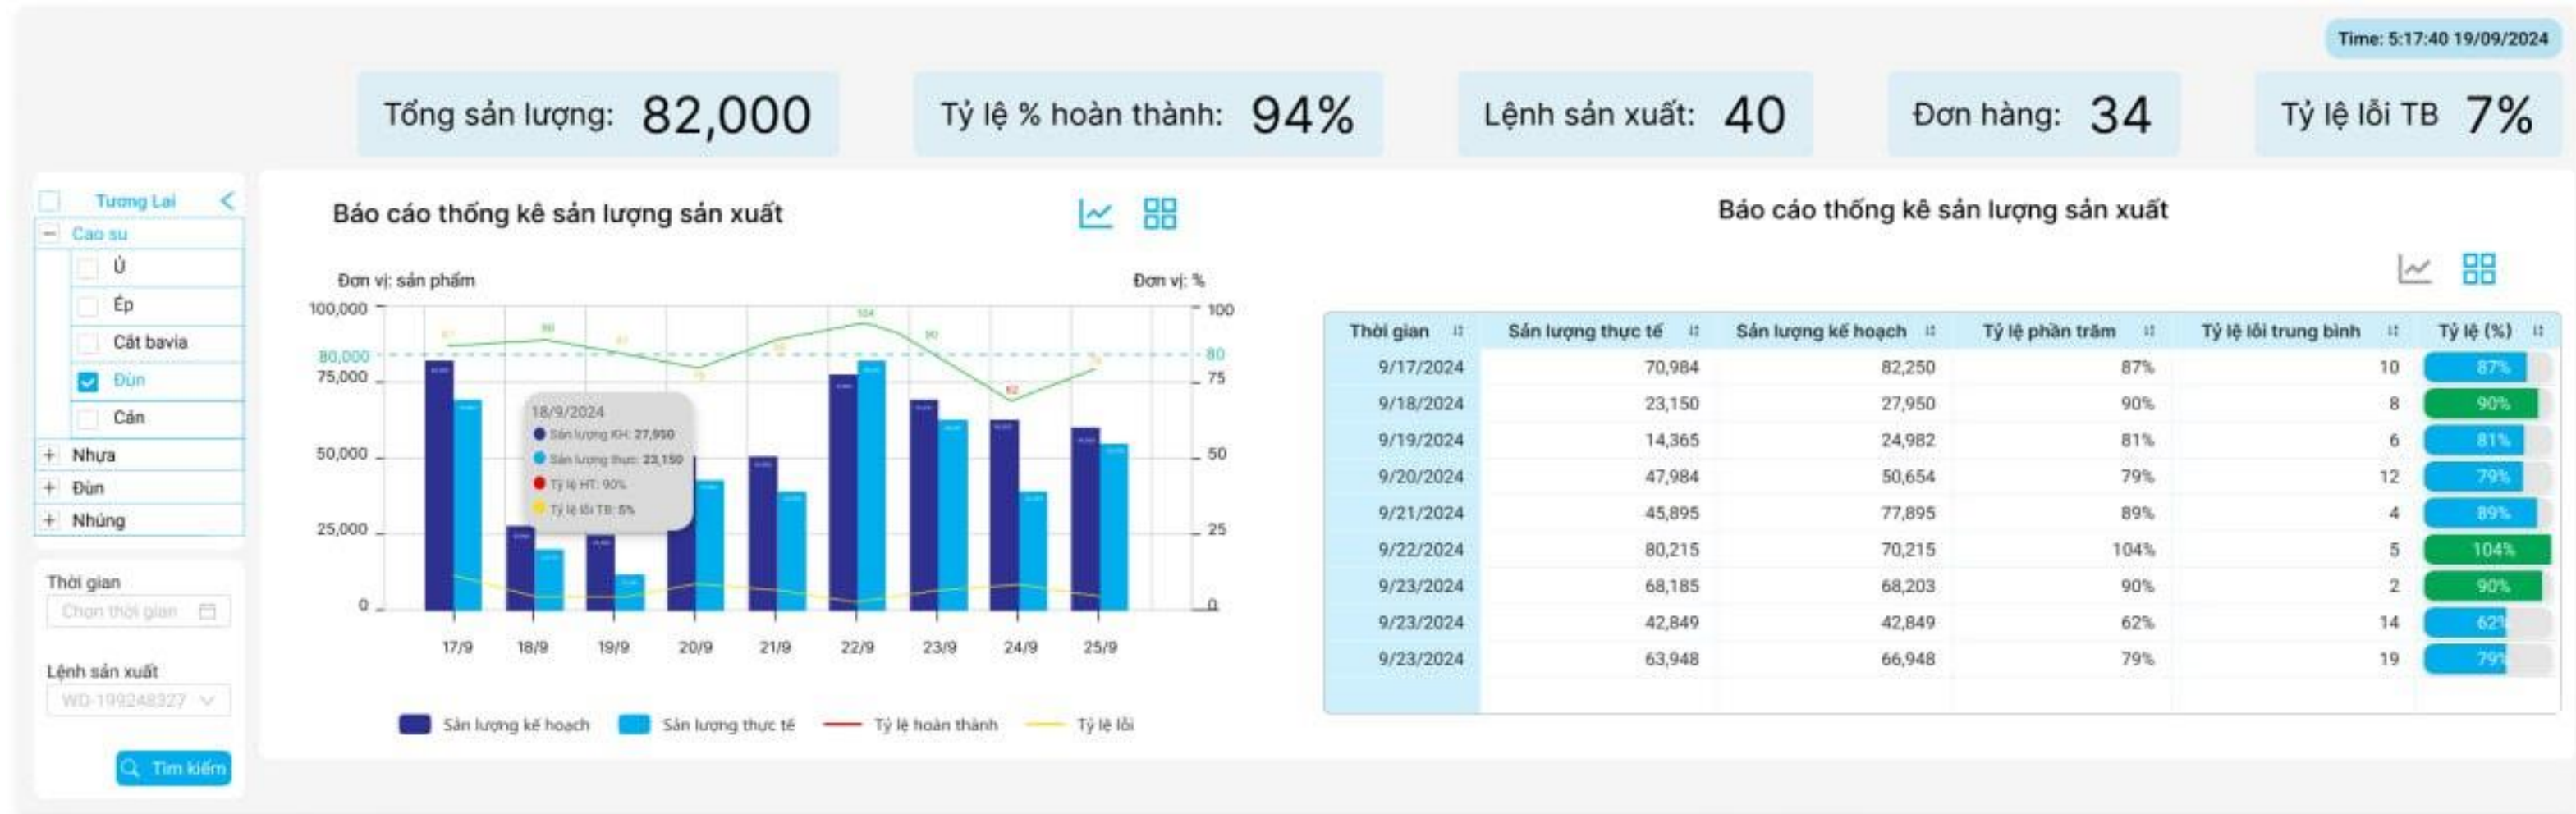 Time: 5:17:40 19/09/2024
Tổng sản lượng: 82,000
Tỷ lệ % hoàn thành: 94%
Lệnh sản xuất: 40
Đơn hàng: 34
Tỷ lệ lỗi TB 7%
Tương Lai
Cao su
Ủ
Ép
Cắt bavia
Đùn
Cán
Nhựa
Đùn
Nhúng
Thời gian
Chọn thời gian
Lệnh sản xuất
WD-199248327
Tìm kiếm
Báo cáo thống kê sản lượng sản xuất
Đơn vị: sản phẩm
Đơn vị: %
100,000
80,000
75,000
50,000
25,000
0
104
90
62
18/9/2024
Sản lượng KH: 27,950
Sản lượng thực: 23,150
Tỷ lệ HT: 90%
Tỷ lệ lỗi TB: 8%
100
80
75
50
25
0
17/9 18/9 19/9 20/9 21/9 22/9 23/9 24/9 25/9
Sản lượng kế hoạch Sản lượng thực tế Tỷ lệ hoàn thành Tỷ lệ lỗi
Báo cáo thống kê sản lượng sản xuất
Thời gian Sản lượng thực tế Sản lượng kế hoạch Tỷ lệ phần trăm Tỷ lệ lỗi trung bình Tỷ lệ (%)
9/17/2024 70,984 82,250 87% 10 87%
9/18/2024 23,150 27,950 90% 8 90%
9/19/2024 14,365 24,982 81% 6 81%
9/20/2024 47,984 50,654 79% 12 79%
9/21/2024 45,895 77,895 89% 4 89%
9/22/2024 80,215 70,215 104% 5 104%
9/23/2024 68,185 68,203 90% 2 90%
9/23/2024 42,849 42,849 62% 14 62%
9/23/2024 63,948 66,948 79% 19 79%